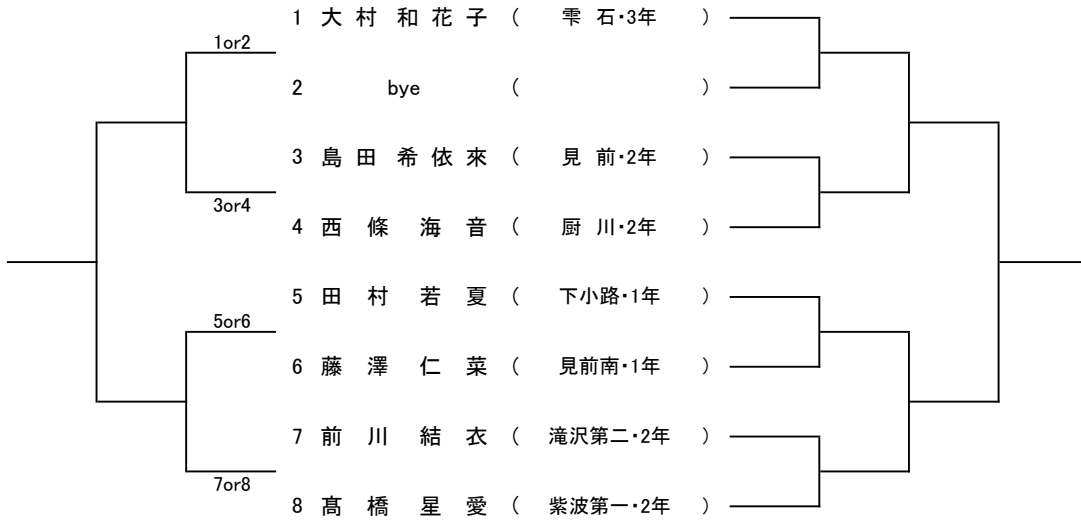 1 大村和花子 ( 雫石・3年 )
1or2
2 bye ( )
3 島田希依來 ( 見前・2年 )
3or4
4 西條海音 ( 厨川・2年 )
5 田村若夏 ( 下小路・1年 )
5or6
6 藤澤仁菜 ( 見前南・1年 )
7 前川結衣 ( 滝沢第二・2年 )
7or8
8 髙橋星愛 ( 紫波第一・2年 )